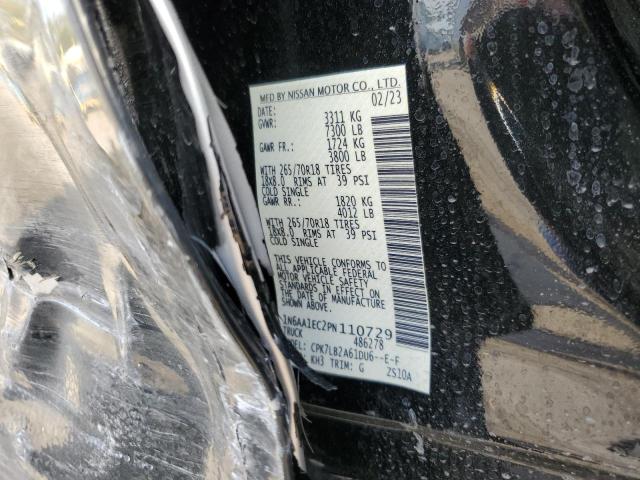 MFD BY NISSAN MOTOR CO., LTD.
DATE: 02/23
GVWR: 3311 KG
7300 LB
GAWR FR.: 1724 KG
3800 LB
WITH 265/70R18 TIRES
18x8.0 RIMS AT 39 PSI
COLD SINGLE
GAWR RR.: 1820 KG
4012 LB
WITH 265/70R18 TIRES
18x8.0 RIMS AT 39 PSI
COLD SINGLE
THIS VEHICLE CONFORMS TO
ALL APPLICABLE FEDERAL
MOTOR VEHICLE SAFETY
STANDARDS IN EFFECT ON
THE DATE OF MANUFACTURE
SHOWN ABOVE.
1N6AA1EC2PN110729
TRUCK 486278
CPK7LB2A61DU6--E-F
KH3 TRIM: G ZS10A